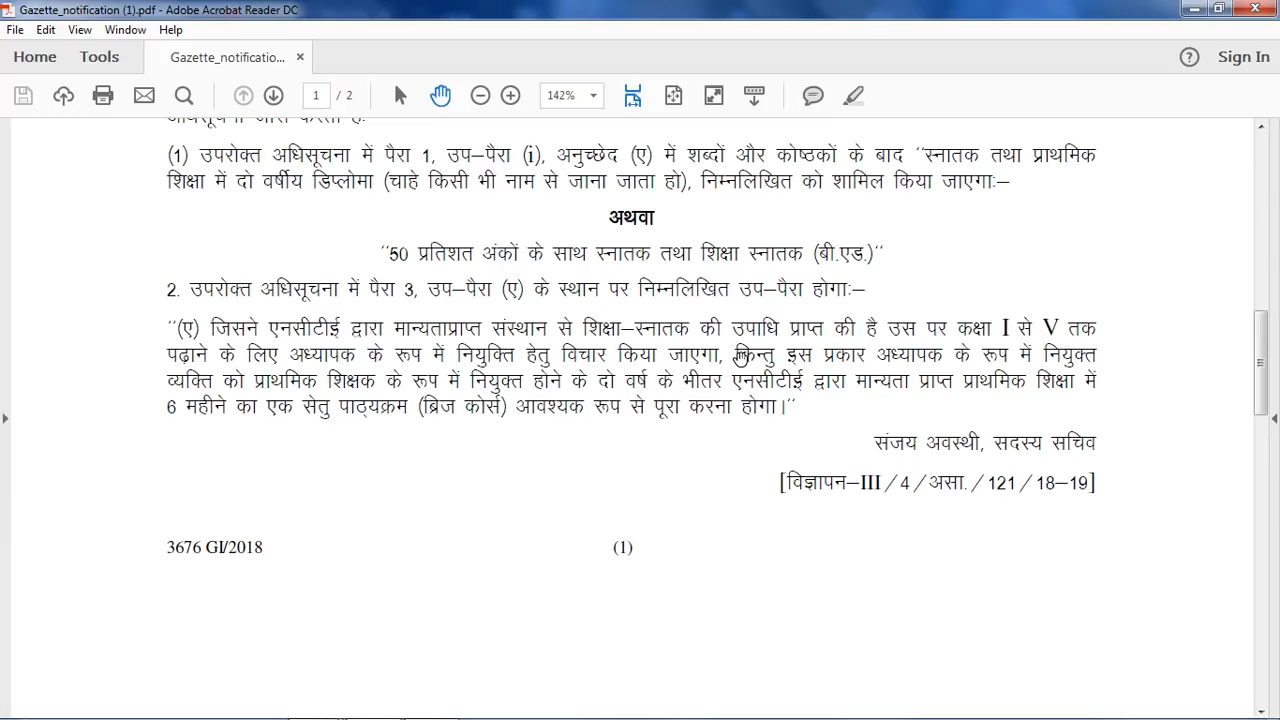 Gazette_notification (1).pdf - Adobe Acrobat Reader DC
File Edit View Window Help
Home Tools Gazette_notificatio... × Sign In
1 / 2 142%
अधिसूचना जारी करता है:
(1) उपरोक्त अधिसूचना में पैरा 1, उप–पैरा (i), अनुच्छेद (ए) में शब्दों और कोष्ठकों के बाद ''स्नातक तथा प्राथमिक
शिक्षा में दो वर्षीय डिप्लोमा (चाहे किसी भी नाम से जाना जाता हो), निम्नलिखित को शामिल किया जाएगाः–
अथवा
''50 प्रतिशत अंकों के साथ स्नातक तथा शिक्षा स्नातक (बी.एड.)''
2. उपरोक्त अधिसूचना में पैरा 3, उप–पैरा (ए) के स्थान पर निम्नलिखित उप–पैरा होगाः–
''(ए) जिसने एनसीटीई द्वारा मान्यताप्राप्त संस्थान से शिक्षा–स्नातक की उपाधि प्राप्त की है उस पर कक्षा I से V तक
पढ़ाने के लिए अध्यापक के रूप में नियुक्ति हेतु विचार किया जाएगा, किन्तु इस प्रकार अध्यापक के रूप में नियुक्त
व्यक्ति को प्राथमिक शिक्षक के रूप में नियुक्त होने के दो वर्ष के भीतर एनसीटीई द्वारा मान्यता प्राप्त प्राथमिक शिक्षा में
6 महीने का एक सेतु पाठ्यक्रम (ब्रिज कोर्स) आवश्यक रूप से पूरा करना होगा।''
संजय अवस्थी, सदस्य सचिव
[विज्ञापन–III/4/असा./121/18–19]
3676 GI/2018 (1)